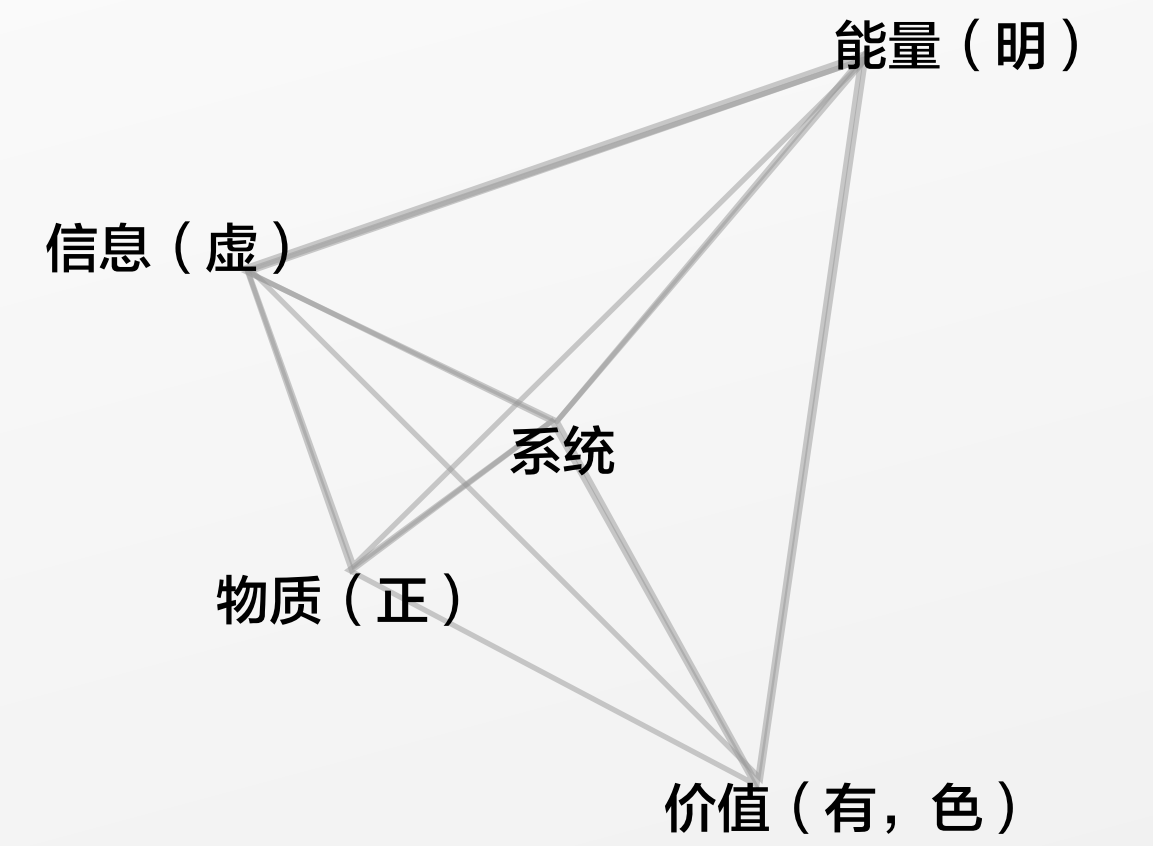 能量（明）
信息（虚）
系统
物质（正）
价值（有，色）